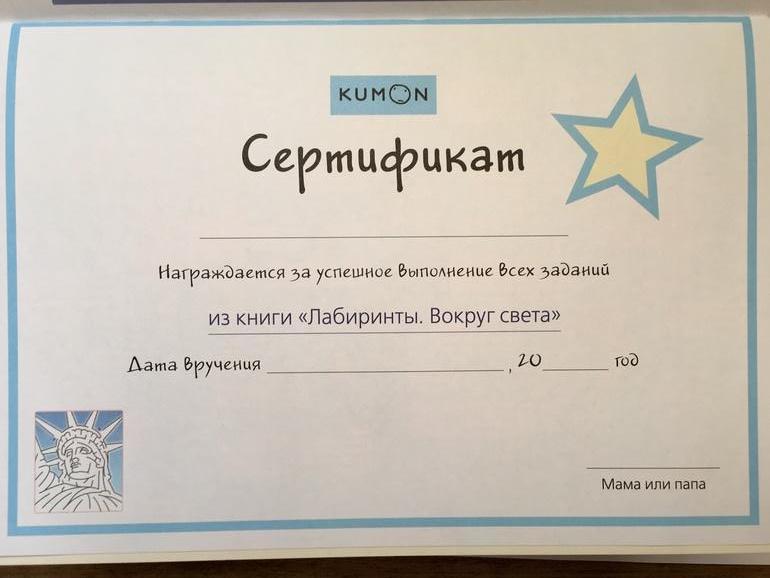 KUMON
Сертификат
Награждается за успешное выполнение всех заданий
из книги «Лабиринты. Вокруг света»
Дата вручения , 20 год
Мама или папа